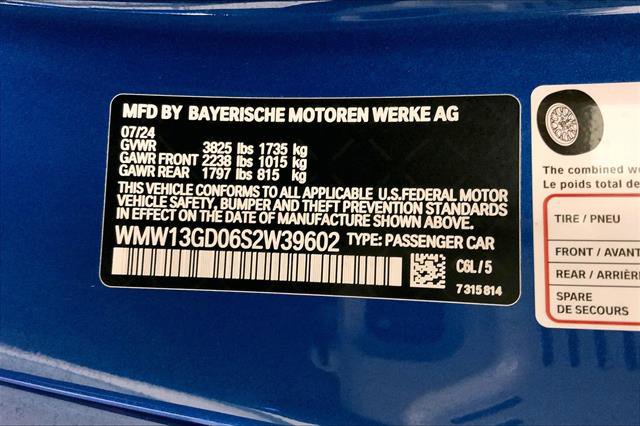 MFD BY BAYERISCHE MOTOREN WERKE AG
07/24
GVWR 3825 lbs 1735 kg
GAWR FRONT 2238 lbs 1015 kg
GAWR REAR 1797 lbs 815 kg
THIS VEHICLE CONFORMS TO ALL APPLICABLE U.S.FEDERAL MOTOR
VEHICLE SAFETY, BUMPER AND THEFT PREVENTION STANDARDS
IN EFFECT ON THE DATE OF MANUFACTURE SHOWN ABOVE.
WMW13GD06S2W39602 TYPE: PASSENGER CAR
C6L/5
7315814
The combined w
Le poids total de
TIRE / PNEU
FRONT / AVANT
REAR / ARRIÈRE
SPARE
DE SECOURS